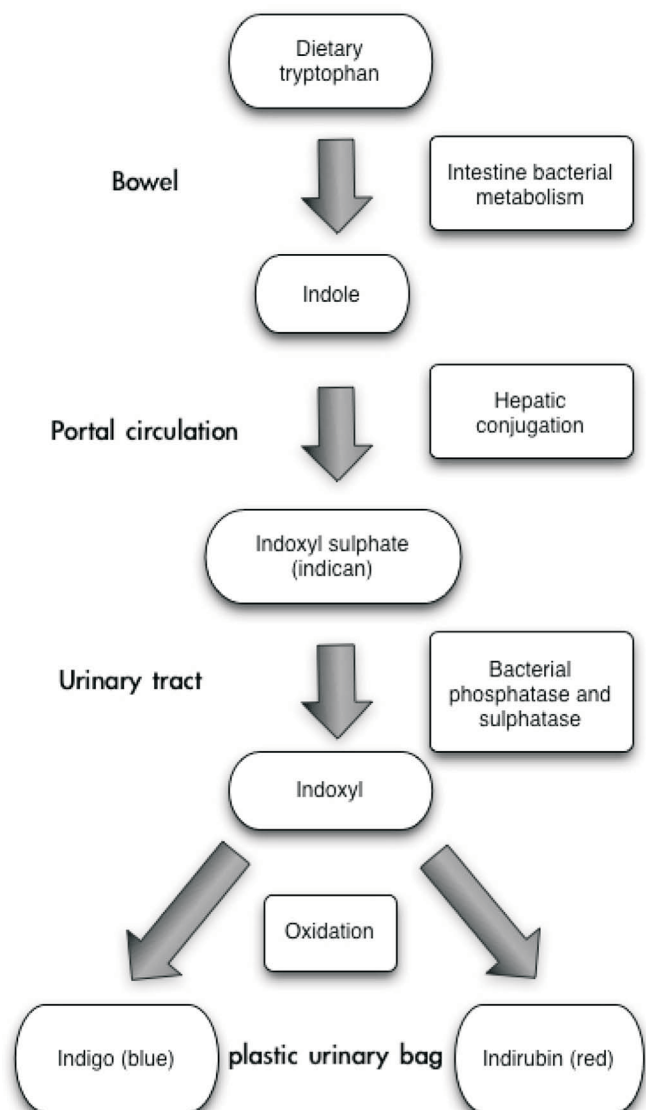 Dietary
tryptophan
Bowel
Intestine bacterial
metabolism
Indole
Portal circulation
Hepatic
conjugation
Indoxyl sulphate
(indican)
Urinary tract
Bacterial
phosphatase and
sulphatase
Indoxyl
Oxidation
Indigo (blue)
plastic urinary bag
Indirubin (red)